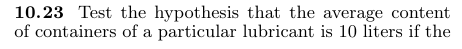 10.23 Test the hypothesis that the average content
of containers of a particular lubricant is 10 liters if the